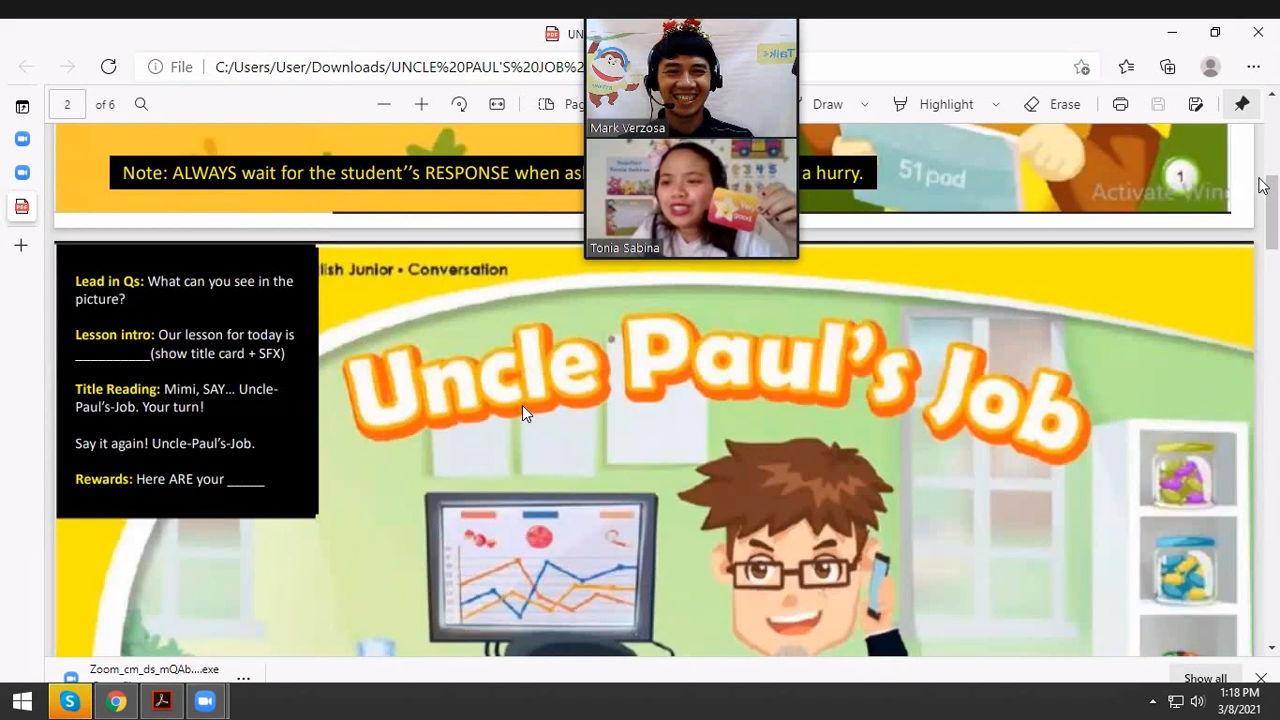 UN
File
C:/Users/User/Downloads/UNCLE%20PAUL'S%20JOB%2
2 of 6
Draw
Highlight
Erase
Mark Verzosa
Note: ALWAYS wait for the student''s RESPONSE when
a hurry.
51pad
1
Activate Win
good
Tonia Sabina
Lead in Qs: What can you see in the
picture?
Lesson intro: Our lesson for today is
__________(show title card + SFX)
Title Reading: Mimi, SAY... Uncle-
Paul's-Job. Your turn!
Say it again! Uncle-Paul's-Job.
Rewards: Here ARE your _____
lish Junior • Conversation
Uncle Paul's Job
Zoom_cm_ds_mQAb....exe
Show all
1:18 PM
3/8/2021